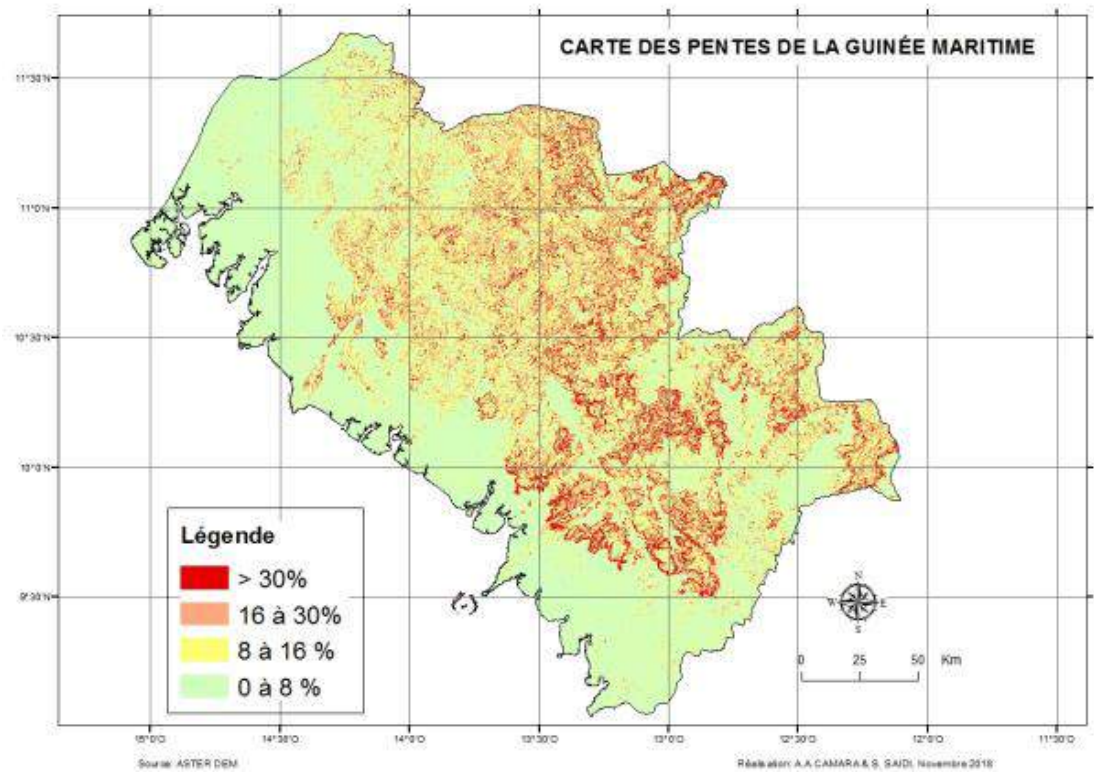 CARTE DES PENTES DE LA GUINÉE MARITIME
11°30'N
11°0'N
10°30'N
10°0'N
9°30'N
Légende
> 30%
16 à 30%
8 à 16 %
0 à 8 %
N
W E
S
0 25 50 Km
15°0'O 14°30'O 14°0'O 13°30'O 13°0'O 12°30'O 12°0'O 11°30'O
Source: ASTER DEM
Réalisation: A.A CAMARA & S. SAIDI, Novembre 2018